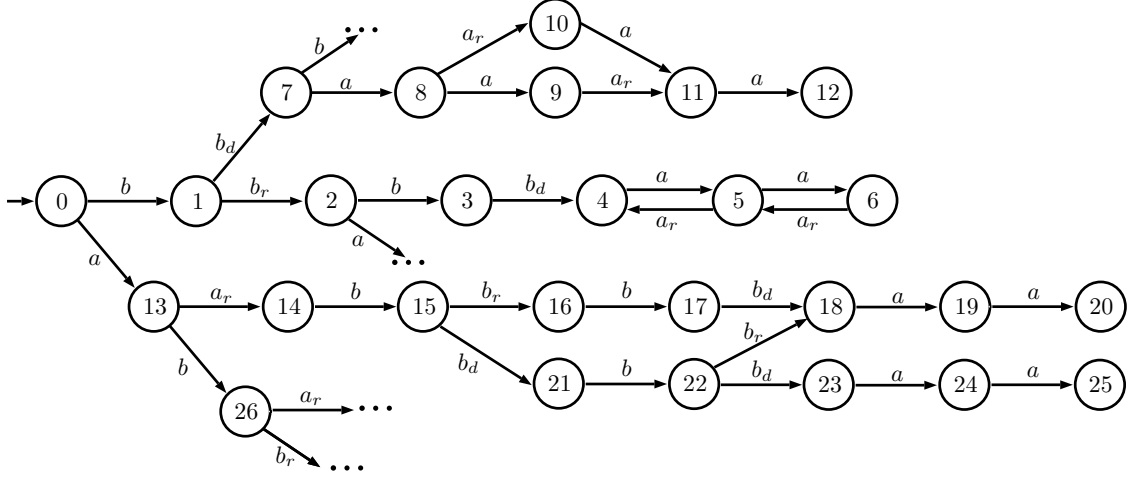 b ...
7 a 8 a_r 10 a
a 9 a_r 11 a 12
b_d
0 b 1 b_r 2 b 3 b_d 4 a 5 a 6
a_r a_r
a ...
a
13 a_r 14 b 15 b_r 16 b 17 b_d 18 a 19 a 20
b b_d b_r
21 b 22 b_d 23 a 24 a 25
26 a_r ...
b_r ...